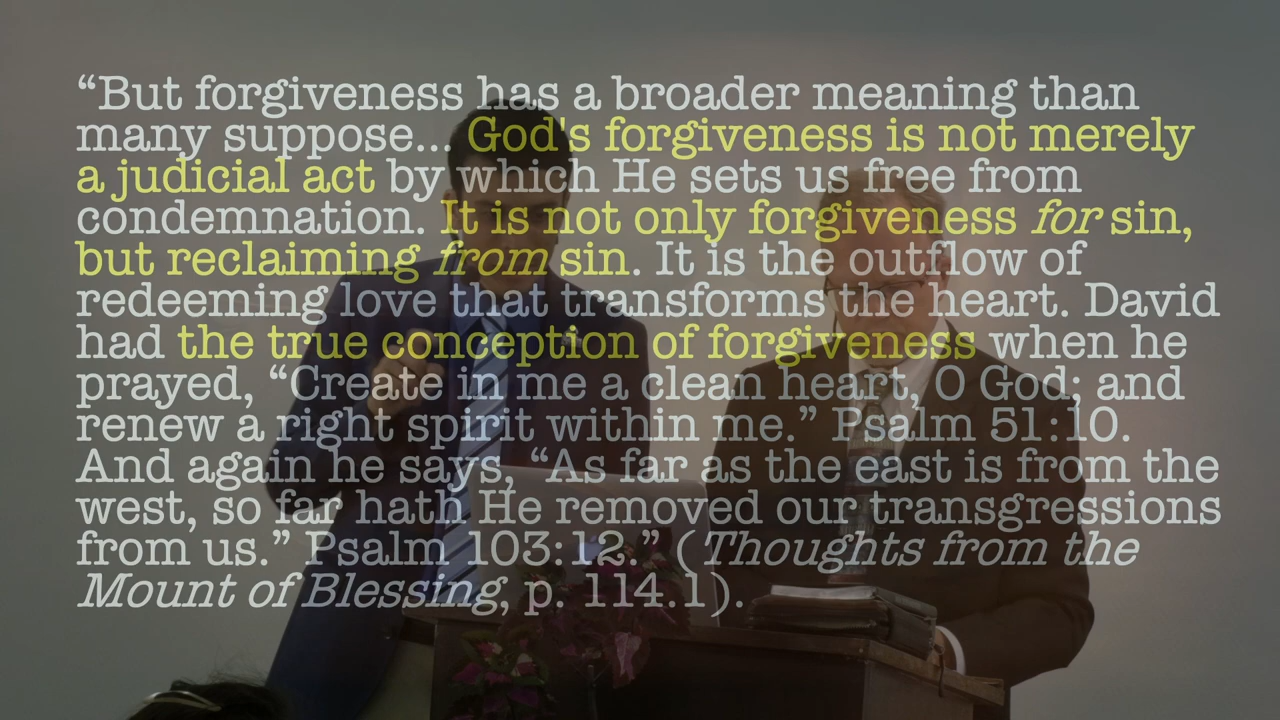 “But forgiveness has a broader meaning than
many suppose... God's forgiveness is not merely
a judicial act by which He sets us free from
condemnation. It is not only forgiveness for sin,
but reclaiming from sin. It is the outflow of
redeeming love that transforms the heart. David
had the true conception of forgiveness when he
prayed, “Create in me a clean heart, O God; and
renew a right spirit within me.” Psalm 51:10.
And again he says, “As far as the east is from the
west, so far hath He removed our transgressions
from us.” Psalm 103:12.” (Thoughts from the
Mount of Blessing, p. 114.1).